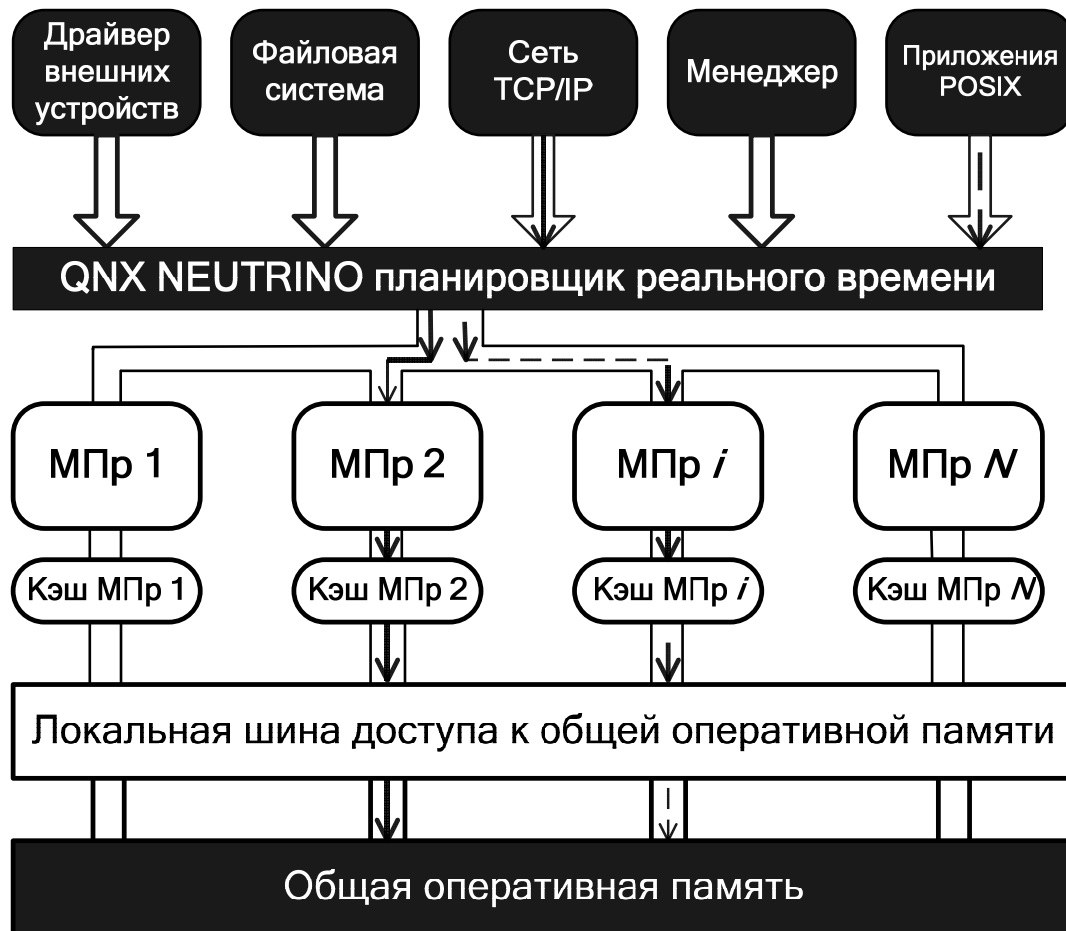 Драйвер
внешних
устройств
Файловая
система
Сеть
TCP/IP
Менеджер
Приложения
POSIX
QNX NEUTRINO планировщик реального времени
МПр 1
МПр 2
МПр i
МПр N
Кэш МПр 1
Кэш МПр 2
Кэш МПр i
Кэш МПр N
Локальная шина доступа к общей оперативной памяти
Общая оперативная память